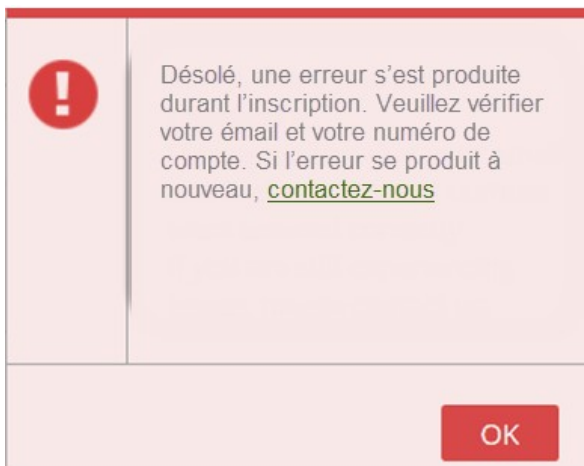 !
Désolé, une erreur s’est produite
durant l’inscription. Veuillez vérifier
votre émail et votre numéro de
compte. Si l’erreur se produit à
nouveau, contactez-nous
OK